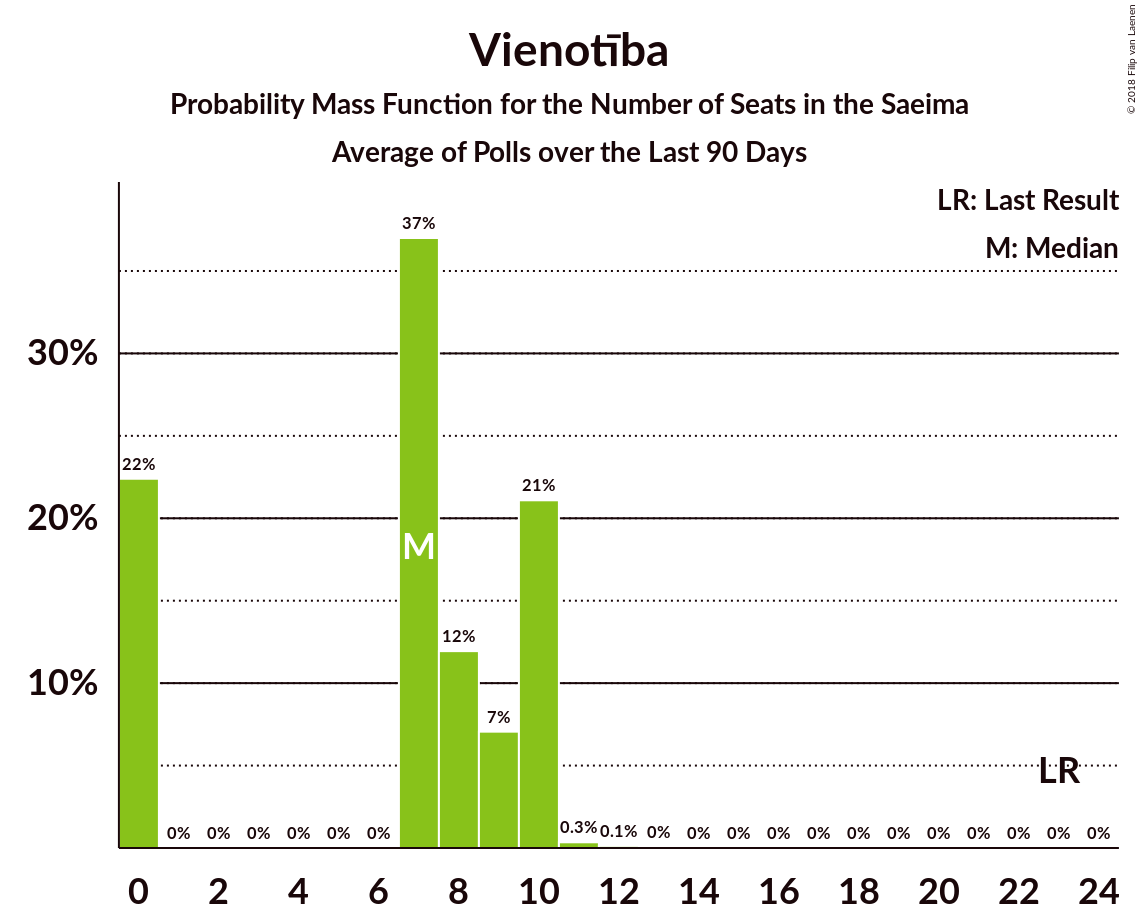 Vienotība
Probability Mass Function for the Number of Seats in the Saeima
Average of Polls over the Last 90 Days
© 2018 Filip van Laenen
LR: Last Result
M: Median
37%
30%
22%
21%
20%
M
12%
10%
7%
LR
0% 0% 0% 0% 0% 0% 0.3% 0.1% 0% 0% 0% 0% 0% 0% 0% 0% 0% 0% 0% 0%
0 2 4 6 8 10 12 14 16 18 20 22 24